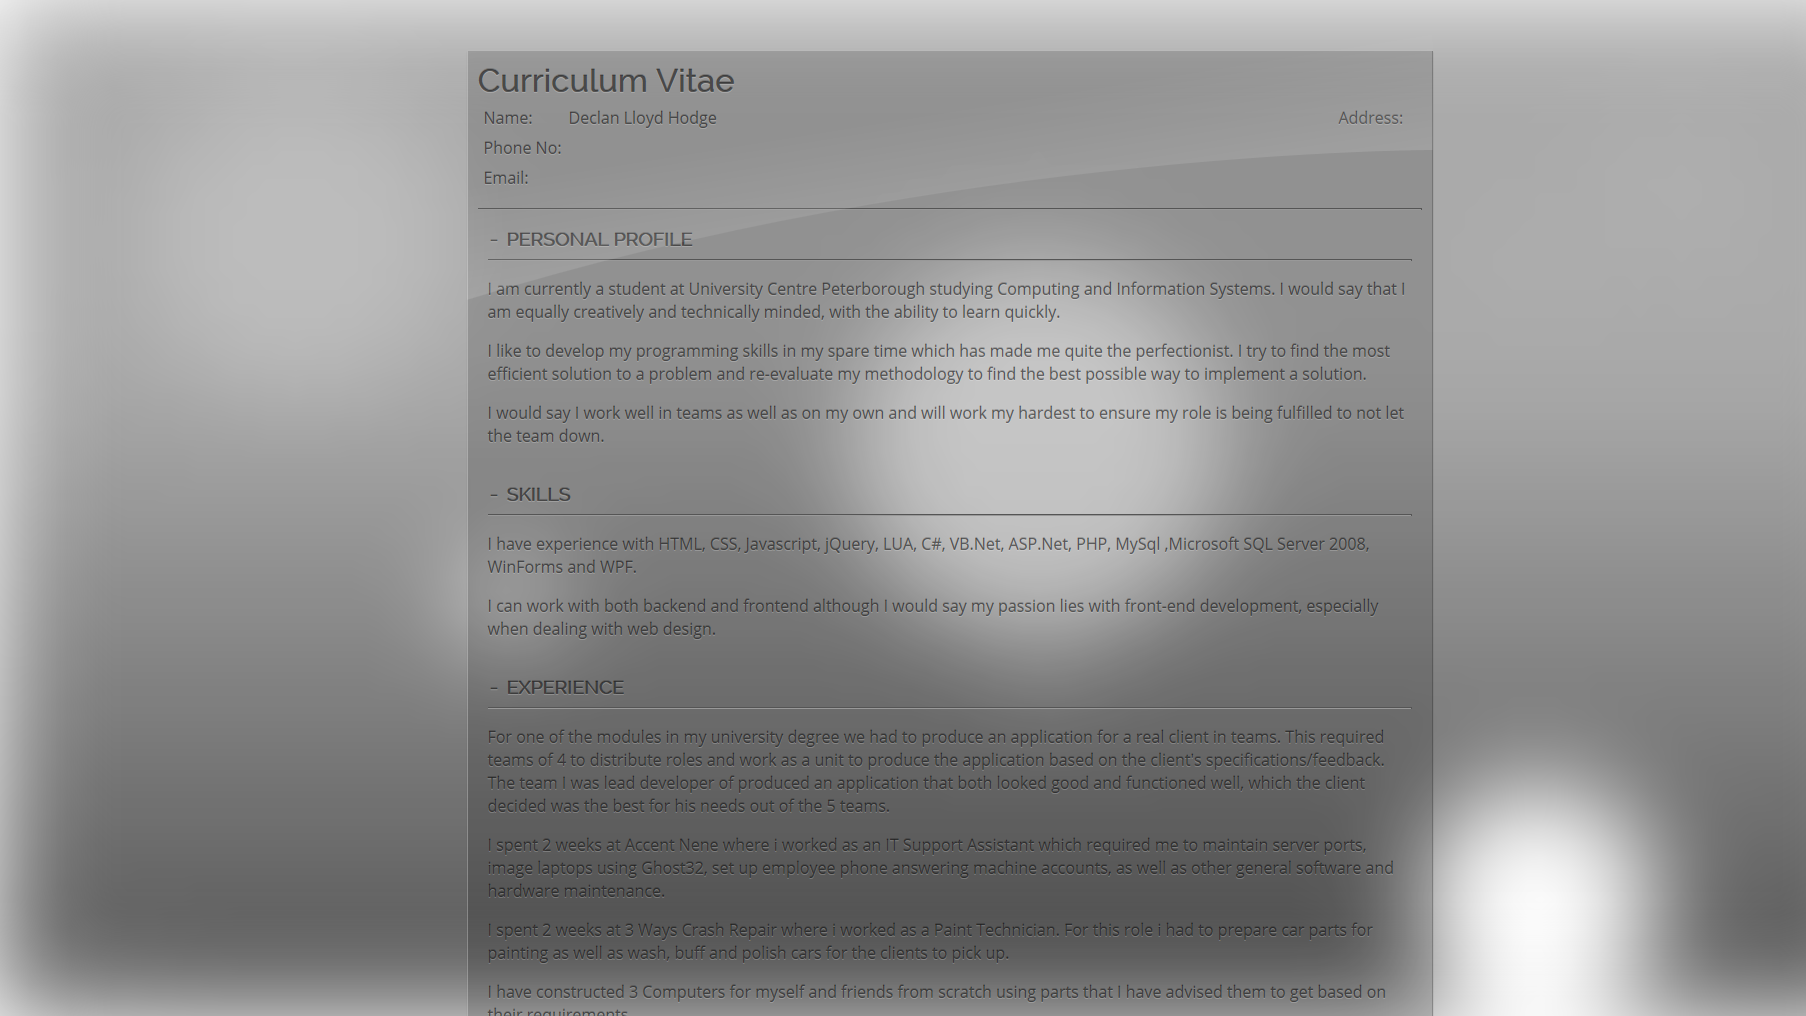 Curriculum Vitae
Name: Declan Lloyd Hodge Address:
Phone No:
Email:
- PERSONAL PROFILE
I am currently a student at University Centre Peterborough studying Computing and Information Systems. I would say that I
am equally creatively and technically minded, with the ability to learn quickly.
I like to develop my programming skills in my spare time which has made me quite the perfectionist. I try to find the most
efficient solution to a problem and re-evaluate my methodology to find the best possible way to implement a solution.
I would say I work well in teams as well as on my own and will work my hardest to ensure my role is being fulfilled to not let
the team down.
- SKILLS
I have experience with HTML, CSS, Javascript, jQuery, LUA, C#, VB.Net, ASP.Net, PHP, MySql ,Microsoft SQL Server 2008,
WinForms and WPF.
I can work with both backend and frontend although I would say my passion lies with front-end development, especially
when dealing with web design.
- EXPERIENCE
For one of the modules in my university degree we had to produce an application for a real client in teams. This required
teams of 4 to distribute roles and work as a unit to produce the application based on the client's specifications/feedback.
The team I was lead developer of produced an application that both looked good and functioned well, which the client
decided was the best for his needs out of the 5 teams.
I spent 2 weeks at Accent Nene where i worked as an IT Support Assistant which required me to maintain server ports,
image laptops using Ghost32, set up employee phone answering machine accounts, as well as other general software and
hardware maintenance.
I spent 2 weeks at 3 Ways Crash Repair where i worked as a Paint Technician. For this role i had to prepare car parts for
painting as well as wash, buff and polish cars for the clients to pick up.
I have constructed 3 Computers for myself and friends from scratch using parts that I have advised them to get based on
their requirements.